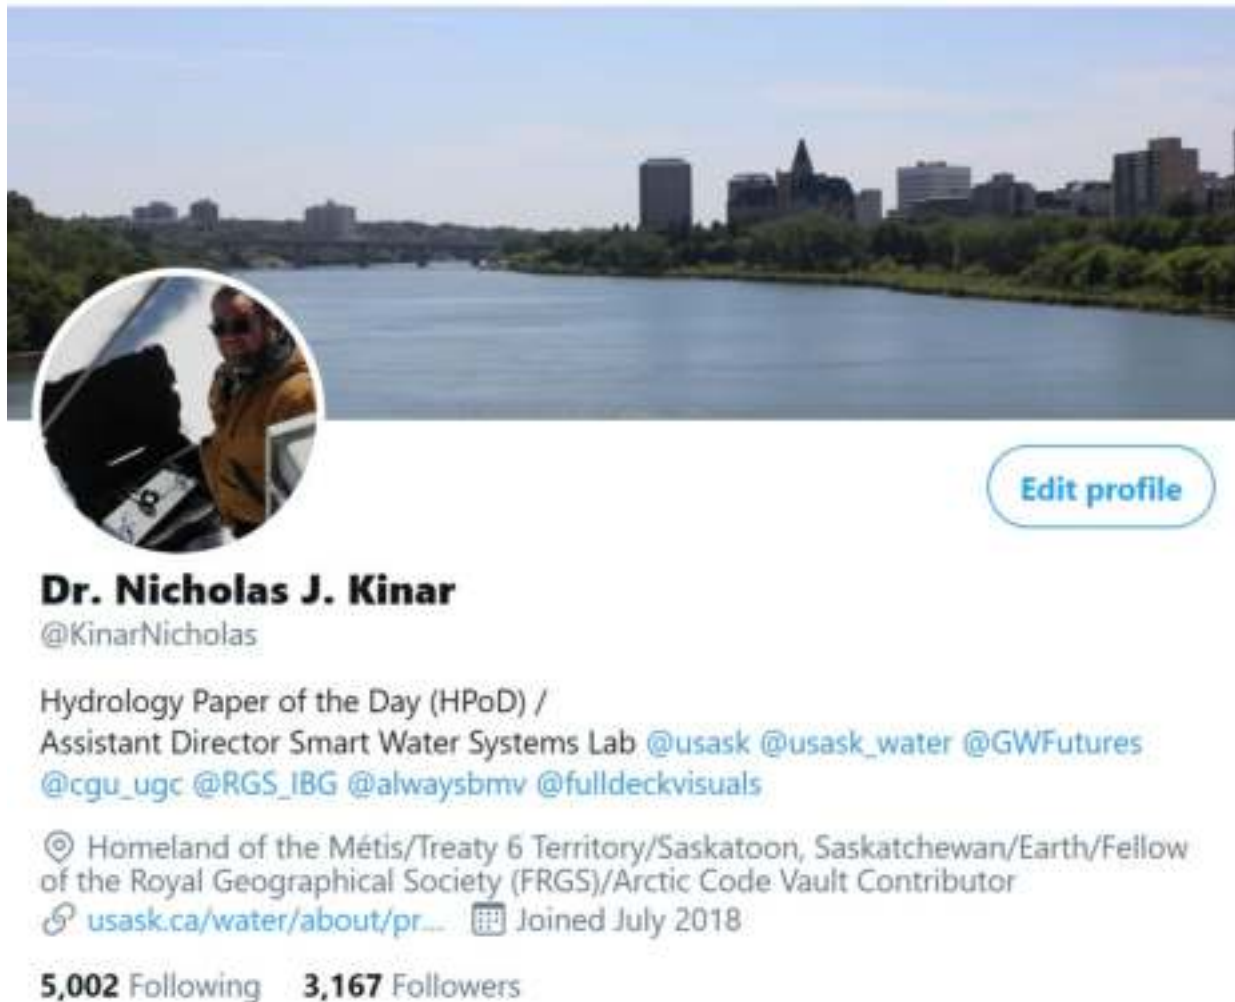 Edit profile
Dr. Nicholas J. Kinar
@KinarNicholas
Hydrology Paper of the Day (HPoD) /
Assistant Director Smart Water Systems Lab @usask @usask_water @GWFutures
@cgu_ugc @RGS_IBG @alwaysbmv @fulldeckvisuals
Homeland of the Métis/Treaty 6 Territory/Saskatoon, Saskatchewan/Earth/Fellow
of the Royal Geographical Society (FRGS)/Arctic Code Vault Contributor
usask.ca/water/about/pr... Joined July 2018
5,002 Following 3,167 Followers